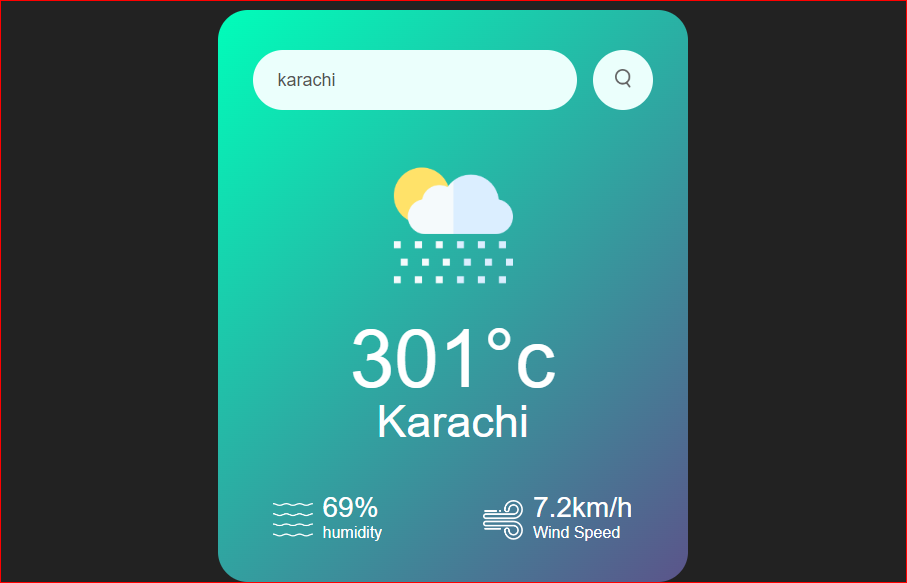 karachi
301°c
Karachi
69%
humidity
7.2km/h
Wind Speed